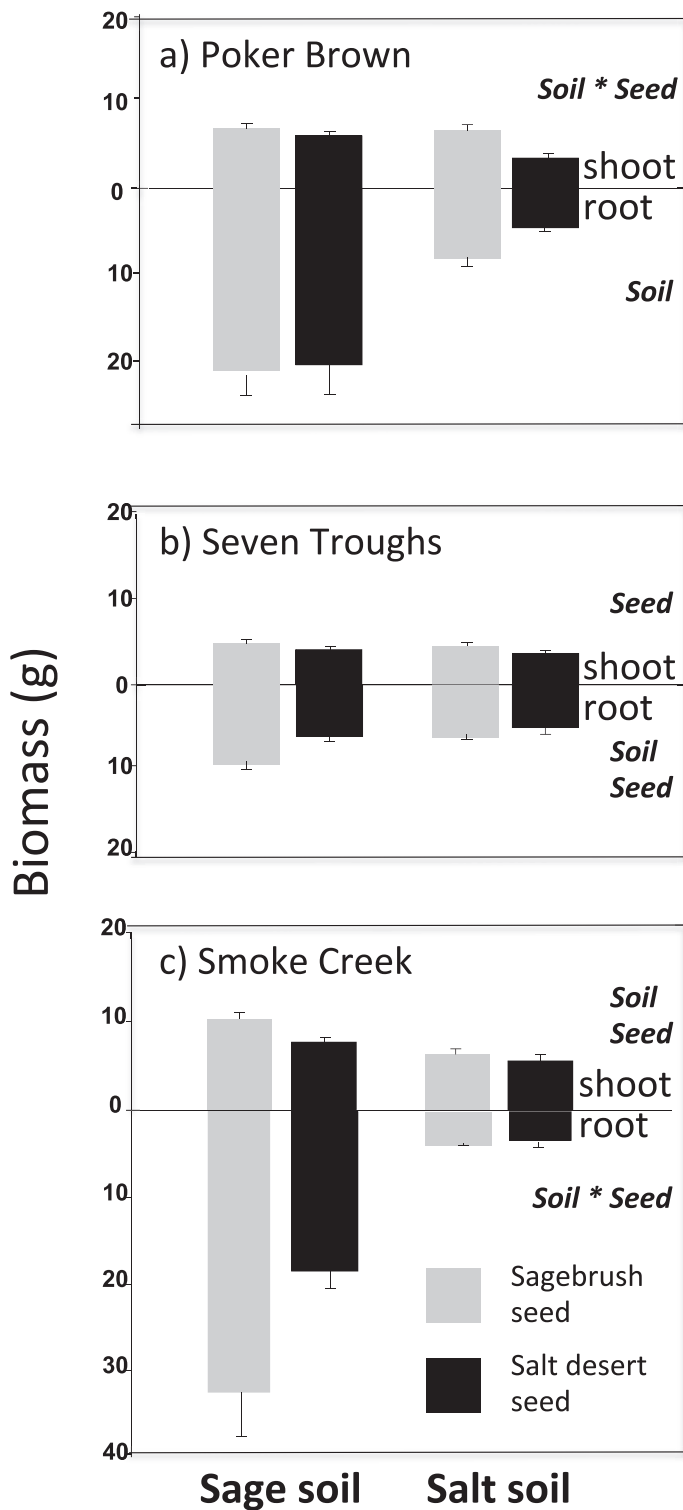 20
a) Poker Brown
10
Soil * Seed
shoot
0
root
10
Soil
20
20
b) Seven Troughs
10
Seed
shoot
0
root
Soil
10
Seed
20
Biomass (g)
20
c) Smoke Creek
10
Soil
Seed
shoot
0
root
10
Soil * Seed
20
Sagebrush
seed
30
Salt desert
seed
40
Sage soil
Salt soil